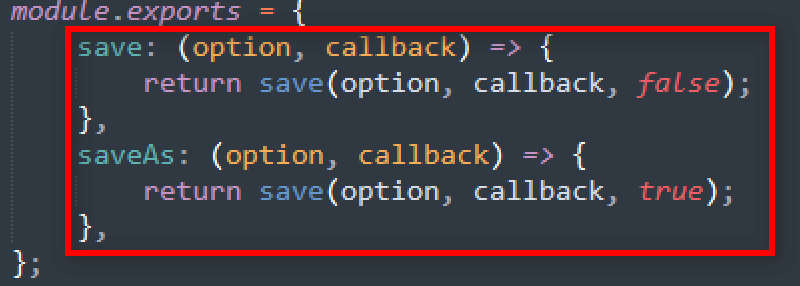 module.exports = {
save: (option, callback) => {
return save(option, callback, false);
},
saveAs: (option, callback) => {
return save(option, callback, true);
},
};